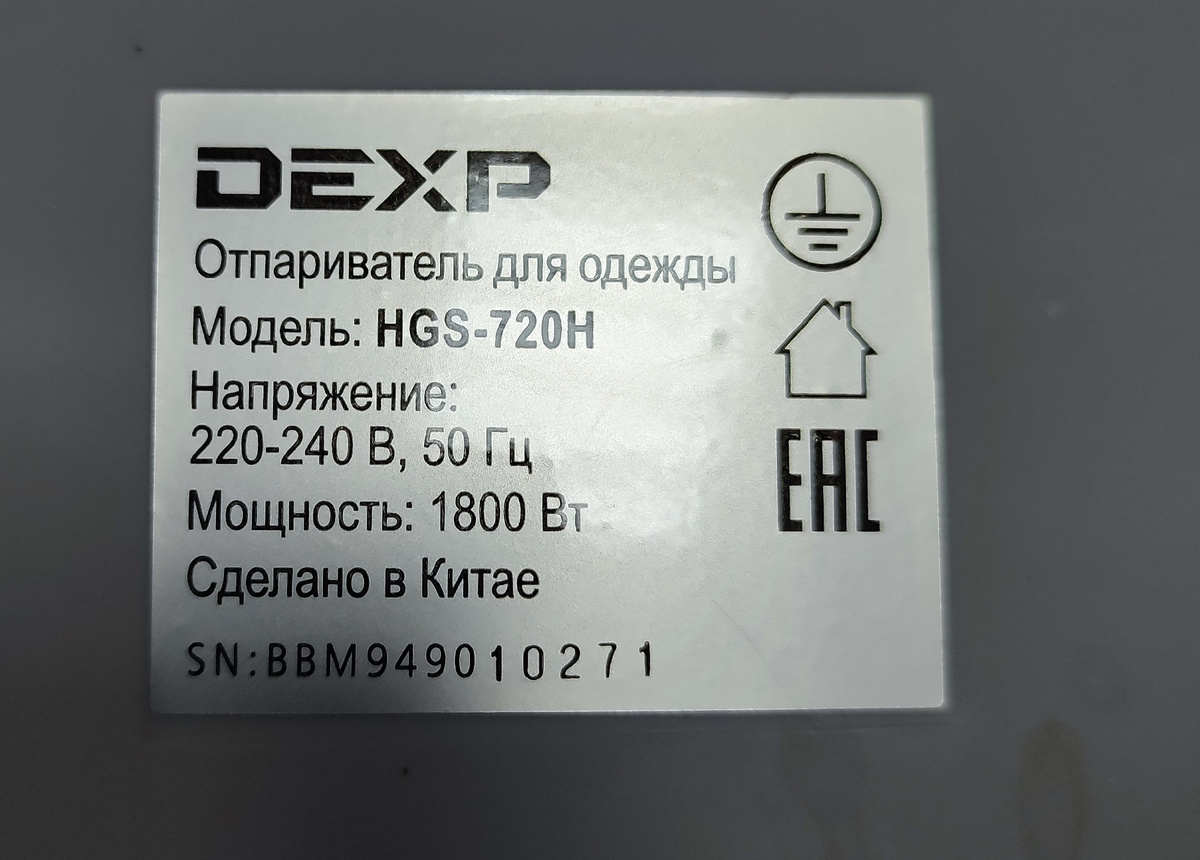 DEXP
Отпариватель для одежды
Модель: HGS-720H
Напряжение:
220-240 В, 50 Гц
Мощность: 1800 Вт
Сделано в Китае
SN:BBM949010271
EAC